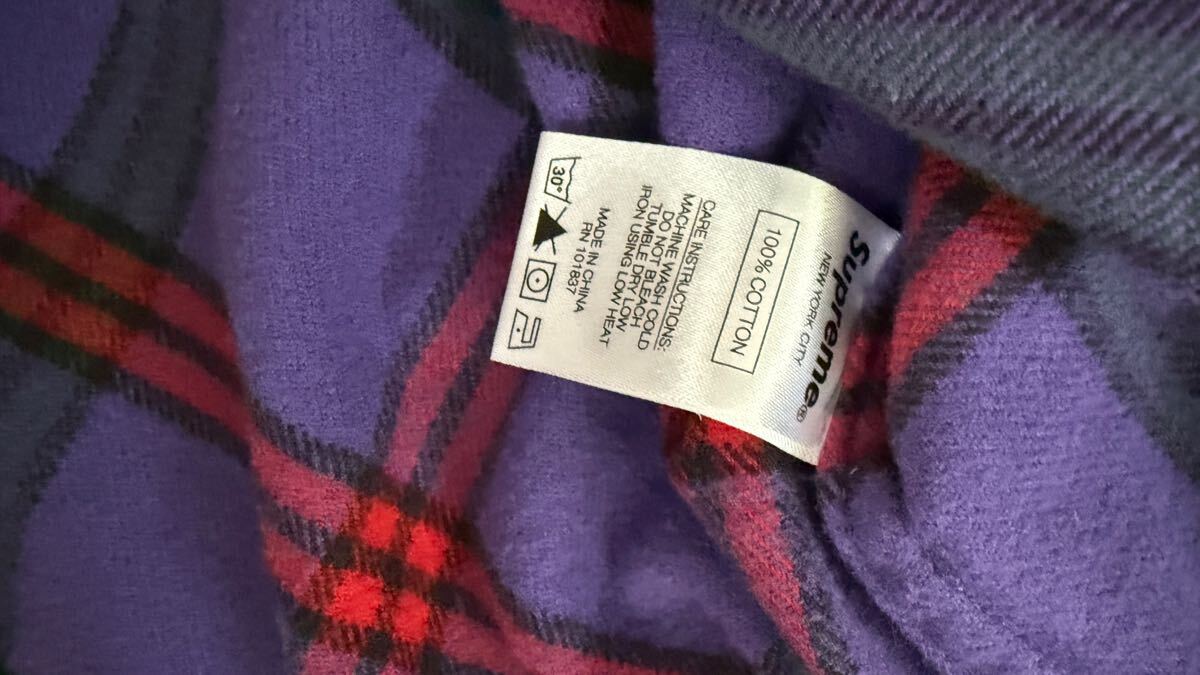 Supreme®
NEW YORK CITY
100% COTTON
CARE INSTRUCTIONS:
MACHINE WASH COLD
DO NOT BLEACH
TUMBLE DRY LOW
IRON USING LOW HEAT
MADE IN CHINA
RN 101837
30°